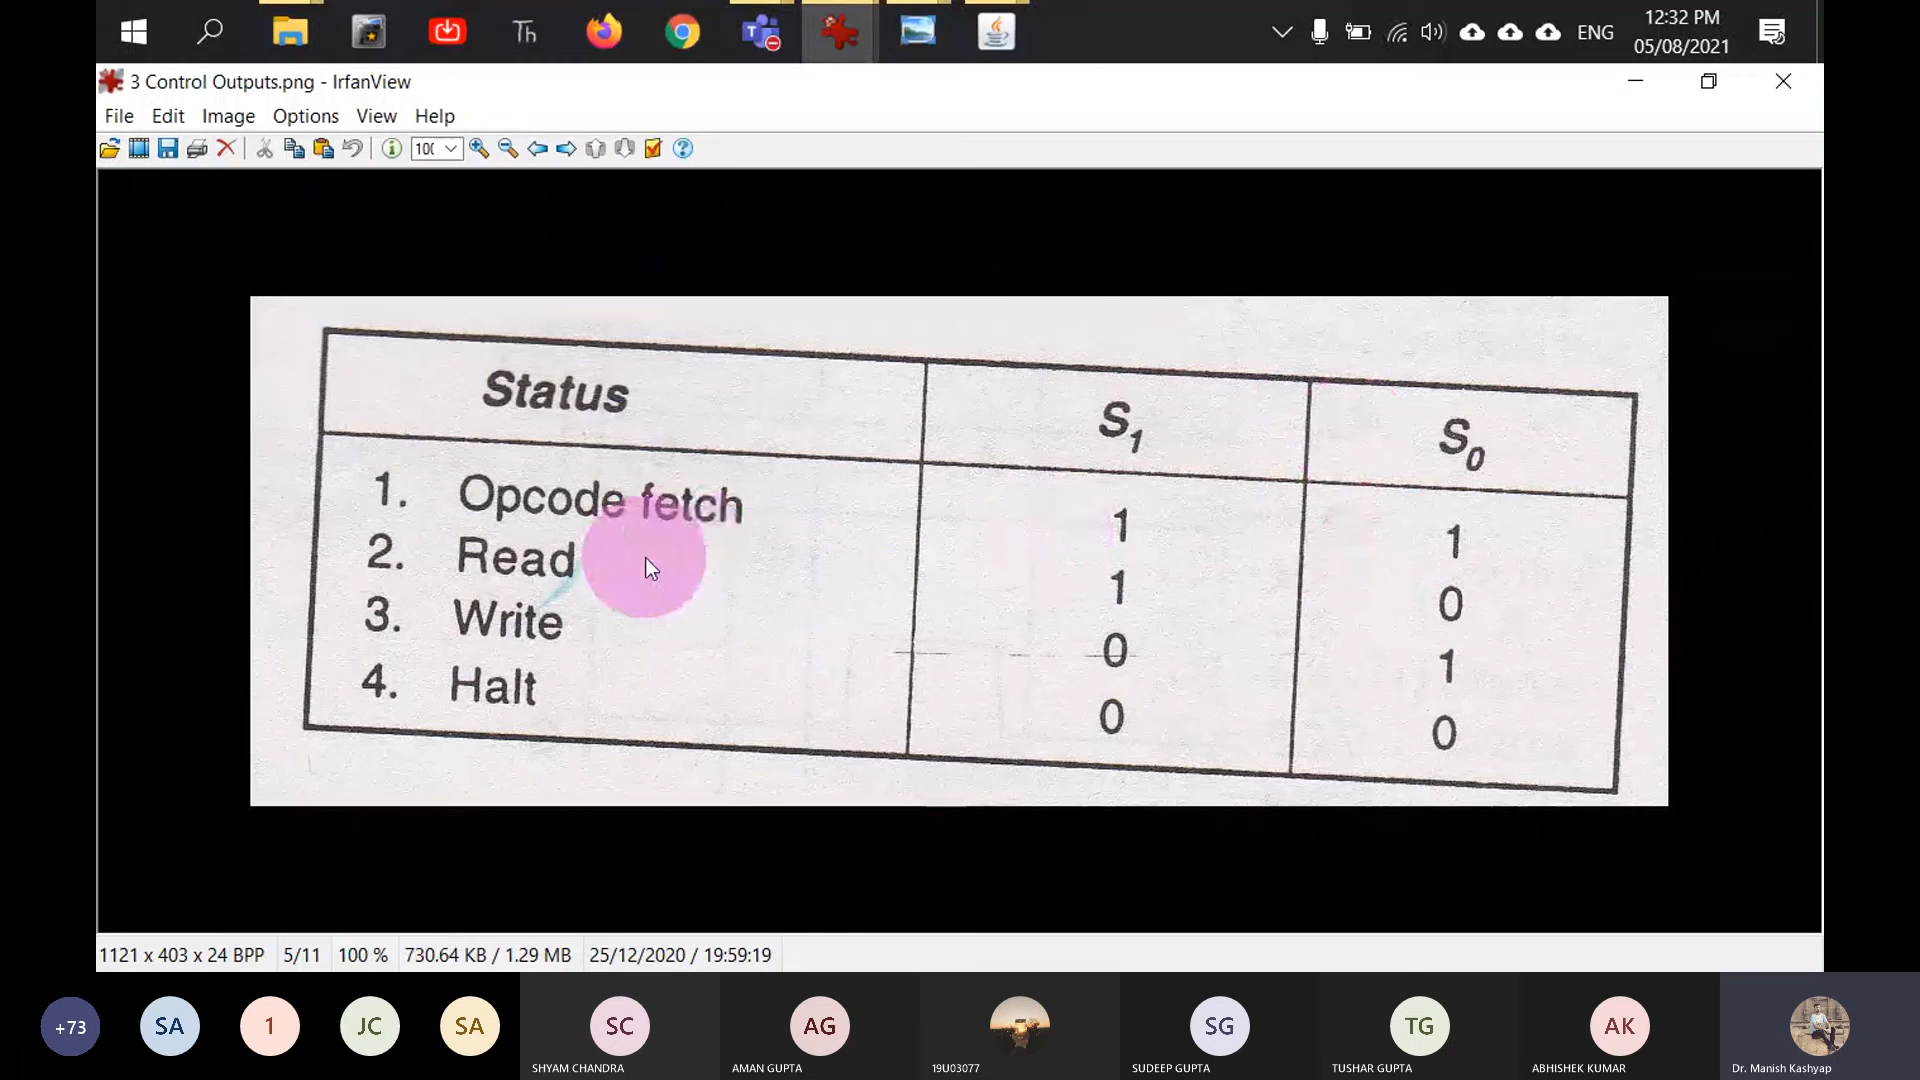 Th
ENG
12:32 PM
05/08/2021
3 Control Outputs.png - IrfanView
File Edit Image Options View Help
Status S1 S0
1. Opcode fetch 1 1
2. Read 1 0
3. Write 0 1
4. Halt 0 0
1121 x 403 x 24 BPP 5/11 100 % 730.64 KB / 1.29 MB 25/12/2020 / 19:59:19
+73 SA 1 JC SA SC AG SG TG AK
SHYAM CHANDRA AMAN GUPTA 19U03077 SUDEEP GUPTA TUSHAR GUPTA ABHISHEK KUMAR Dr. Manish Kashyap